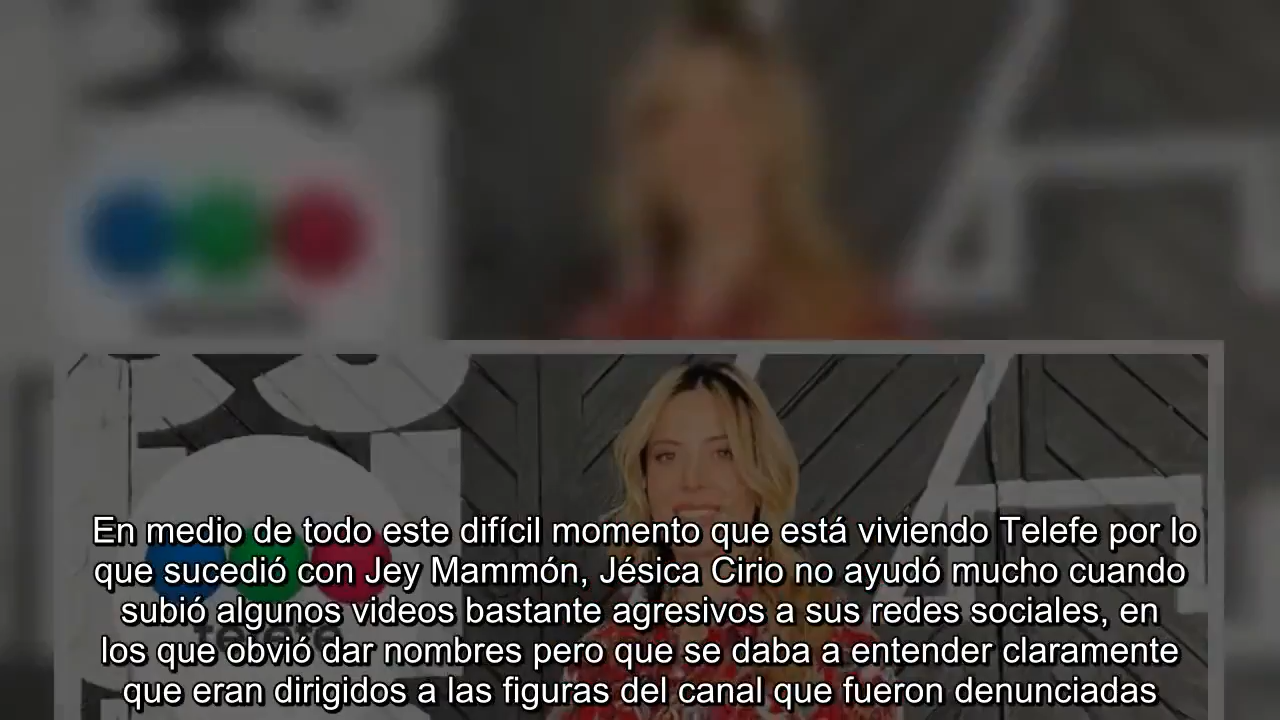 En medio de todo este difícil momento que está viviendo Telefe por lo
que sucedió con Jey Mammón, Jésica Cirio no ayudó mucho cuando
subió algunos videos bastante agresivos a sus redes sociales, en
telefe
los que obvió dar nombres pero que se daba a entender claramente
que eran dirigidos a las figuras del canal que fueron denunciadas